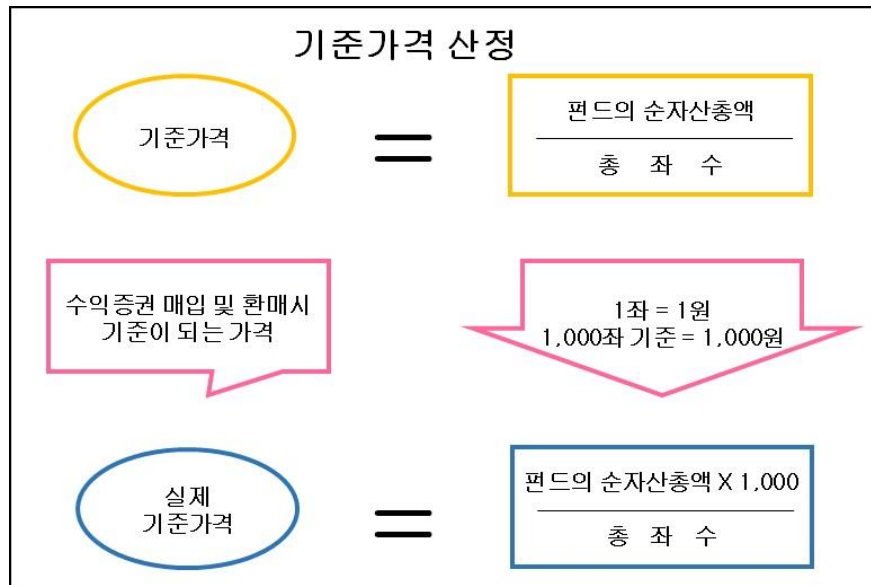 기준가격 산정
기준가격
=
펀드의 순자산총액
총 좌 수
수익증권 매입 및 환매시
기준이 되는 가격
1좌 = 1원
1,000좌 기준 = 1,000원
실제
기준가격
=
펀드의 순자산총액 X 1,000
총 좌 수